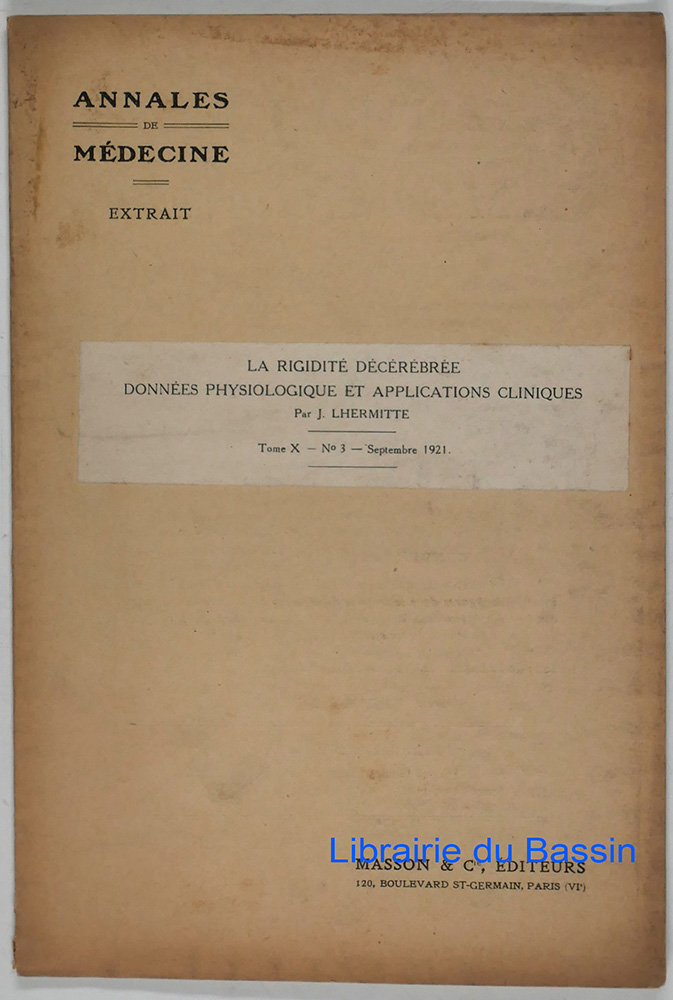 ANNALES
DE
MÉDECINE
EXTRAIT
LA RIGIDITÉ DÉCÉRÉBRÉE
DONNÉES PHYSIOLOGIQUE ET APPLICATIONS CLINIQUES
Par J. LHERMITTE
Tome X — Nº 3 — Septembre 1921.
Librairie du Bassin
MASSON & Cie, ÉDITEURS
120, BOULEVARD ST-GERMAIN, PARIS (VIe)